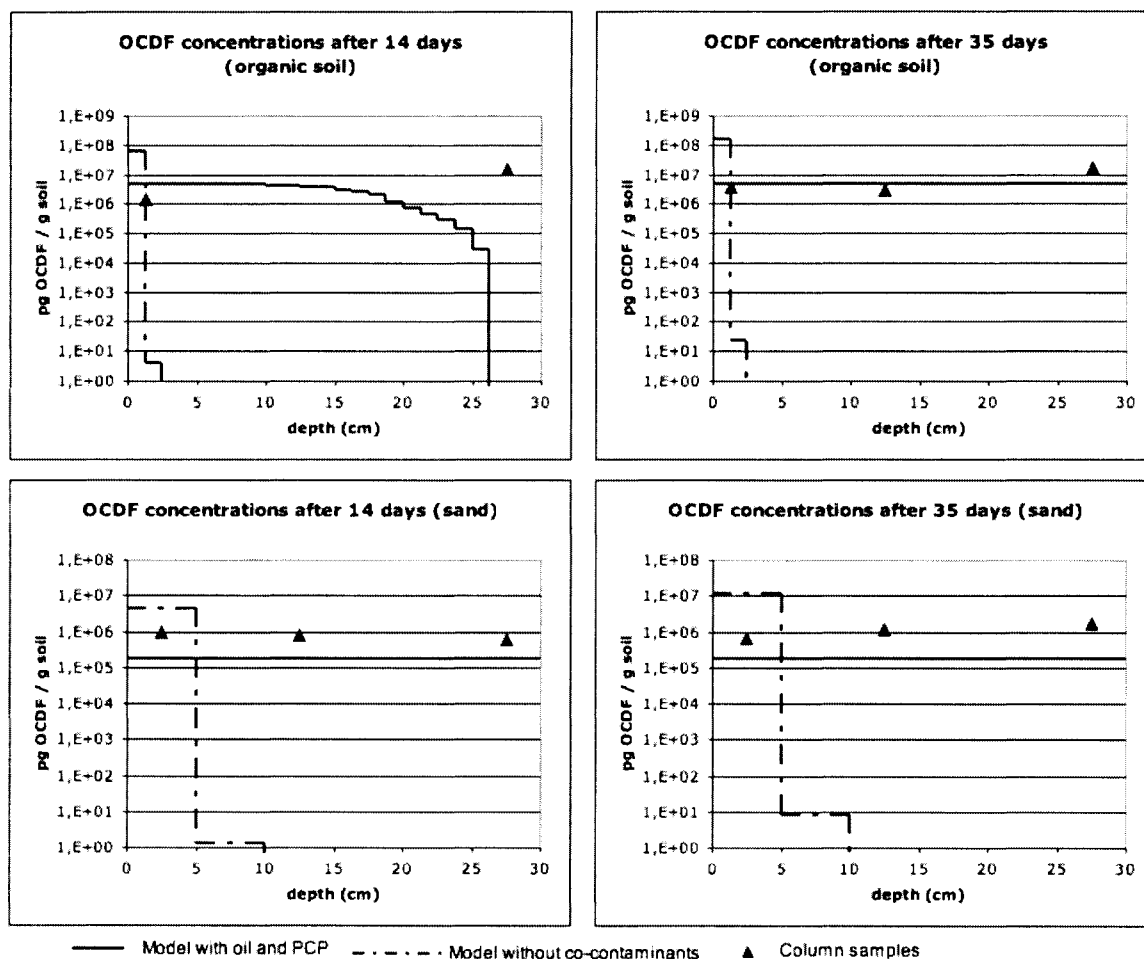 OCDF concentrations after 14 days
(organic soil)
pg OCDF / g soil
1,E+09
1,E+08
1,E+07
1,E+06
1,E+05
1,E+04
1,E+03
1,E+02
1,E+01
1,E+00
0 5 10 15 20 25 30
depth (cm)
OCDF concentrations after 35 days
(organic soil)
pg OCDF / g soil
1,E+09
1,E+08
1,E+07
1,E+06
1,E+05
1,E+04
1,E+03
1,E+02
1,E+01
1,E+00
0 5 10 15 20 25 30
depth (cm)
OCDF concentrations after 14 days (sand)
pg OCDF / g soil
1,E+08
1,E+07
1,E+06
1,E+05
1,E+04
1,E+03
1,E+02
1,E+01
1,E+00
0 5 10 15 20 25 30
depth (cm)
OCDF concentrations after 35 days (sand)
pg OCDF / g soil
1,E+08
1,E+07
1,E+06
1,E+05
1,E+04
1,E+03
1,E+02
1,E+01
1,E+00
0 5 10 15 20 25 30
depth (cm)
Model with oil and PCP Model without co-contaminants Column samples